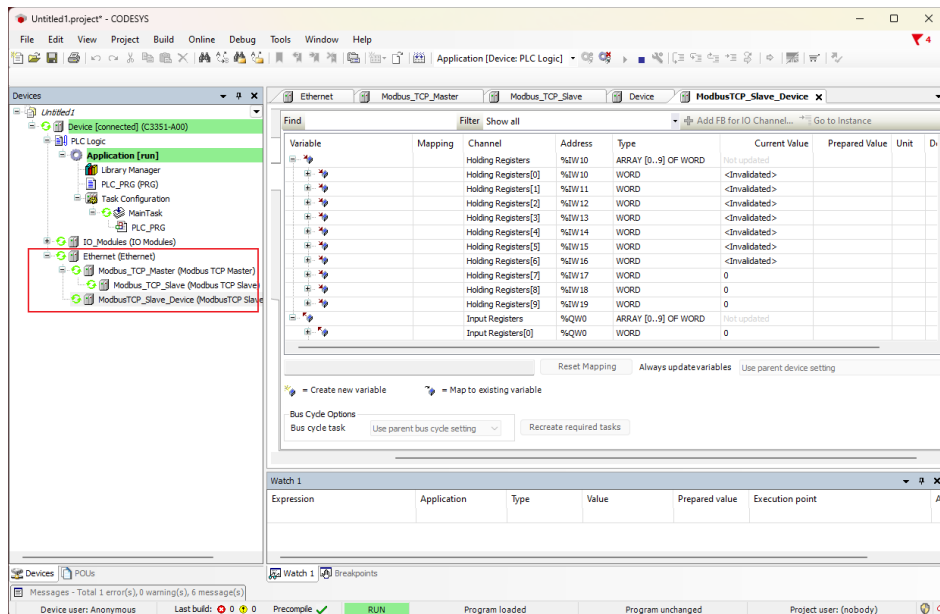 Untitled1.project* - CODESYS
File Edit View Project Build Online Debug Tools Window Help
4
Application [Device: PLC Logic]
Devices
Untitled1
Device [connected] (C3351-A00)
PLC Logic
Application [run]
Library Manager
PLC_PRG (PRG)
Task Configuration
MainTask
PLC_PRG
IO_Modules (IO Modules)
Ethernet (Ethernet)
Modbus_TCP_Master (Modbus TCP Master)
Modbus_TCP_Slave (Modbus TCP Slave)
ModbusTCP_Slave_Device (ModbusTCP Slave
Devices POUs
Ethernet Modbus_TCP_Master Modbus_TCP_Slave Device ModbusTCP_Slave_Device
Find Filter Show all Add FB for IO Channel... Go to Instance
Variable Mapping Channel Address Type Current Value Prepared Value Unit De
Holding Registers %IW10 ARRAY [0..9] OF WORD Not updated
Holding Registers[0] %IW10 WORD <Invalidated>
Holding Registers[1] %IW11 WORD <Invalidated>
Holding Registers[2] %IW12 WORD <Invalidated>
Holding Registers[3] %IW13 WORD <Invalidated>
Holding Registers[4] %IW14 WORD <Invalidated>
Holding Registers[5] %IW15 WORD <Invalidated>
Holding Registers[6] %IW16 WORD <Invalidated>
Holding Registers[7] %IW17 WORD 0
Holding Registers[8] %IW18 WORD 0
Holding Registers[9] %IW19 WORD 0
Input Registers %QW0 ARRAY [0..9] OF WORD Not updated
Input Registers[0] %QW0 WORD 0
Reset Mapping Always updatevariables Use parent device setting
= Create new variable = Map to existing variable
Bus Cycle Options
Bus cycle task Use parent bus cycle setting Recreate required tasks
Watch 1
Expression Application Type Value Prepared value Execution point A
Watch 1 Breakpoints
Messages - Total 1 error(s), 0 warning(s), 6 message(s)
Device user: Anonymous Last build: 0 0 Precompile RUN Program loaded Program unchanged Project user: (nobody)